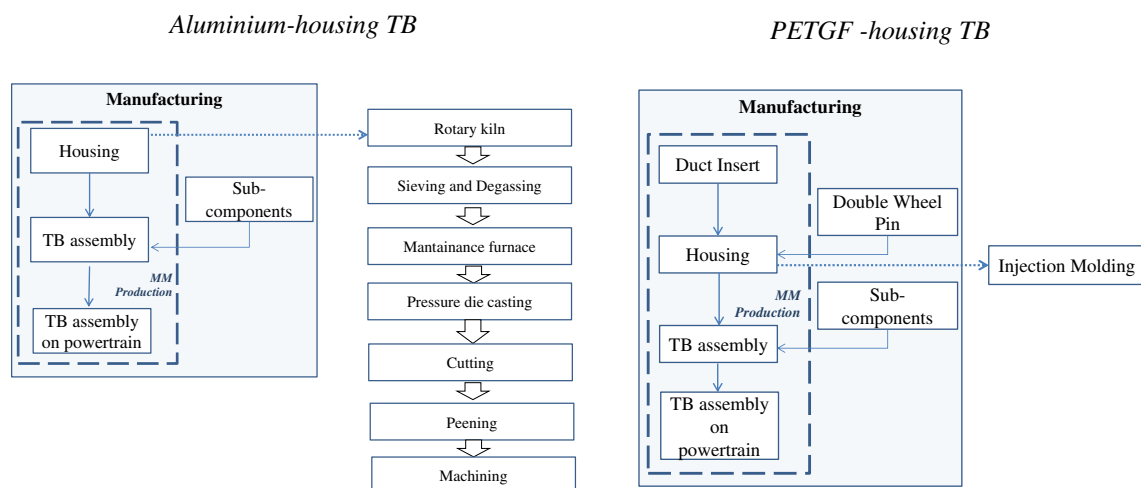 Aluminium-housing TB
Manufacturing
Housing
Sub-
components
TB assembly
MM
Production
TB assembly
on powertrain
Rotary kiln
Sieving and Degassing
Mantainance furnace
Pressure die casting
Cutting
Peening
Machining
PETGF -housing TB
Manufacturing
Duct Insert
Double Wheel
Pin
Housing
Injection Molding
MM
Production
Sub-
components
TB assembly
TB assembly
on
powertrain